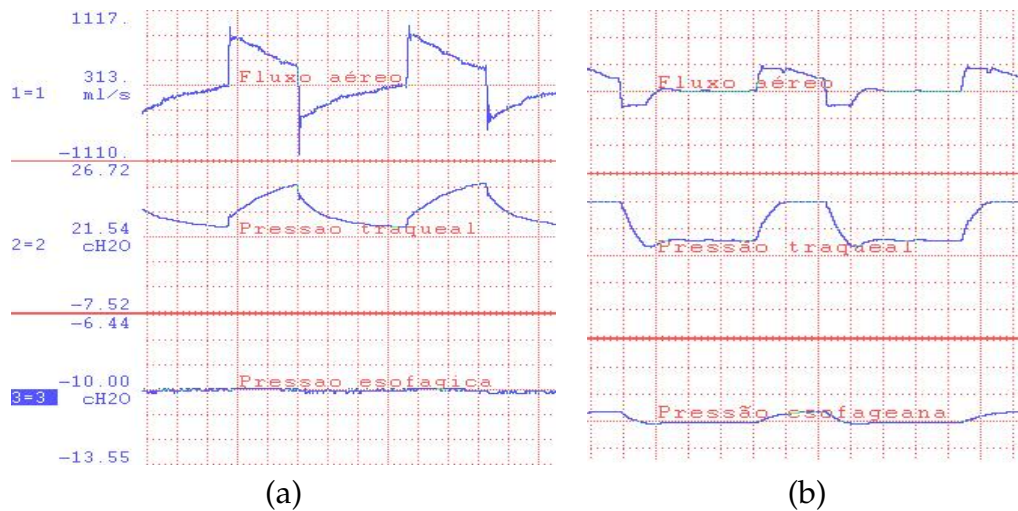 1117.
Fluxo aéreo
313.
1=1 ml/s
-1110.
26.72
21.54
Pressao traqueal
2=2 cH2O
-7.52
-6.44
-10.00
Pressao esofagica
3=3 cH2O
-13.55
(a)
Fluxo aéreo
Pressão traqueal
Pressão esofageana
(b)